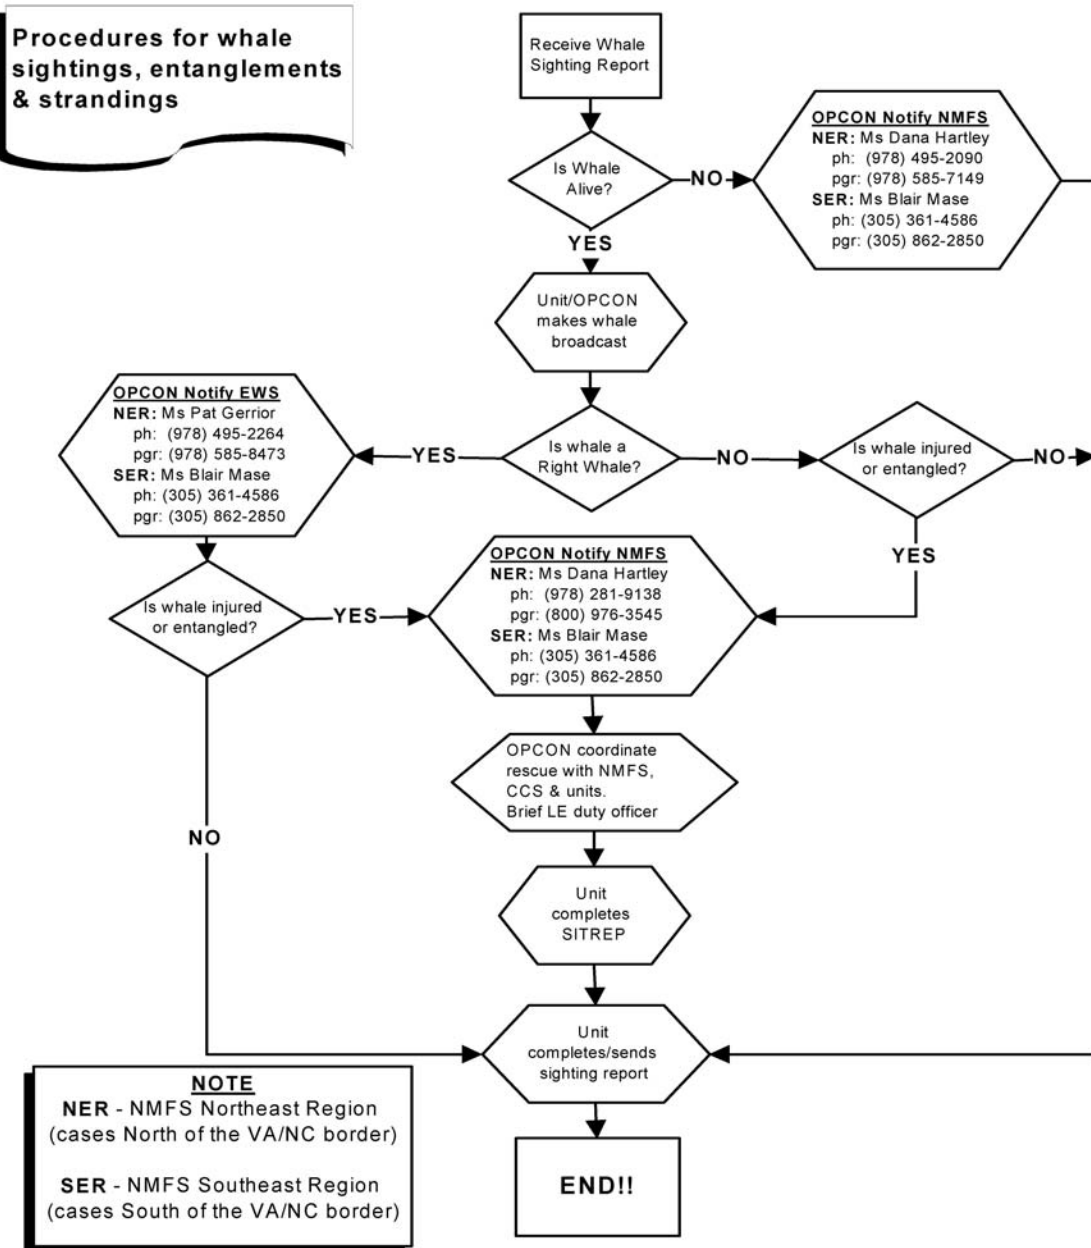 Procedures for whale
sightings, entanglements
& strandings
Receive Whale
Sighting Report
Is Whale
Alive?
NO
OPCON Notify NMFS
NER: Ms Dana Hartley
ph: (978) 495-2090
pgr: (978) 585-7149
SER: Ms Blair Mase
ph: (305) 361-4586
pgr: (305) 862-2850
YES
Unit/OPCON
makes whale
broadcast
OPCON Notify EWS
NER: Ms Pat Gerrior
ph: (978) 495-2264
pgr: (978) 585-8473
SER: Ms Blair Mase
ph: (305) 361-4586
pgr: (305) 862-2850
YES
Is whale a
Right Whale?
NO
Is whale injured
or entangled?
NO
YES
Is whale injured
or entangled?
YES
OPCON Notify NMFS
NER: Ms Dana Hartley
ph: (978) 281-9138
pgr: (800) 976-3545
SER: Ms Blair Mase
ph: (305) 361-4586
pgr: (305) 862-2850
OPCON coordinate
rescue with NMFS,
CCS & units.
Brief LE duty officer
NO
Unit
completes
SITREP
Unit
completes/sends
sighting report
NOTE
NER - NMFS Northeast Region
(cases North of the VA/NC border)
SER - NMFS Southeast Region
(cases South of the VA/NC border)
END!!